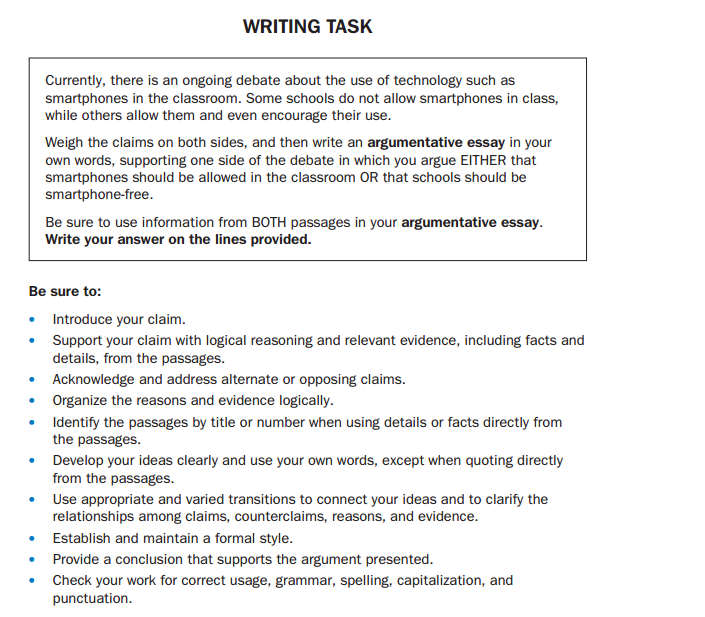 WRITING TASK
Currently, there is an ongoing debate about the use of technology such as
smartphones in the classroom. Some schools do not allow smartphones in class,
while others allow them and even encourage their use.
Weigh the claims on both sides, and then write an argumentative essay in your
own words, supporting one side of the debate in which you argue EITHER that
smartphones should be allowed in the classroom OR that schools should be
smartphone-free.
Be sure to use information from BOTH passages in your argumentative essay.
Write your answer on the lines provided.
Be sure to:
• Introduce your claim.
• Support your claim with logical reasoning and relevant evidence, including facts and
details, from the passages.
• Acknowledge and address alternate or opposing claims.
• Organize the reasons and evidence logically.
• Identify the passages by title or number when using details or facts directly from
the passages.
• Develop your ideas clearly and use your own words, except when quoting directly
from the passages.
• Use appropriate and varied transitions to connect your ideas and to clarify the
relationships among claims, counterclaims, reasons, and evidence.
• Establish and maintain a formal style.
• Provide a conclusion that supports the argument presented.
• Check your work for correct usage, grammar, spelling, capitalization, and
punctuation.